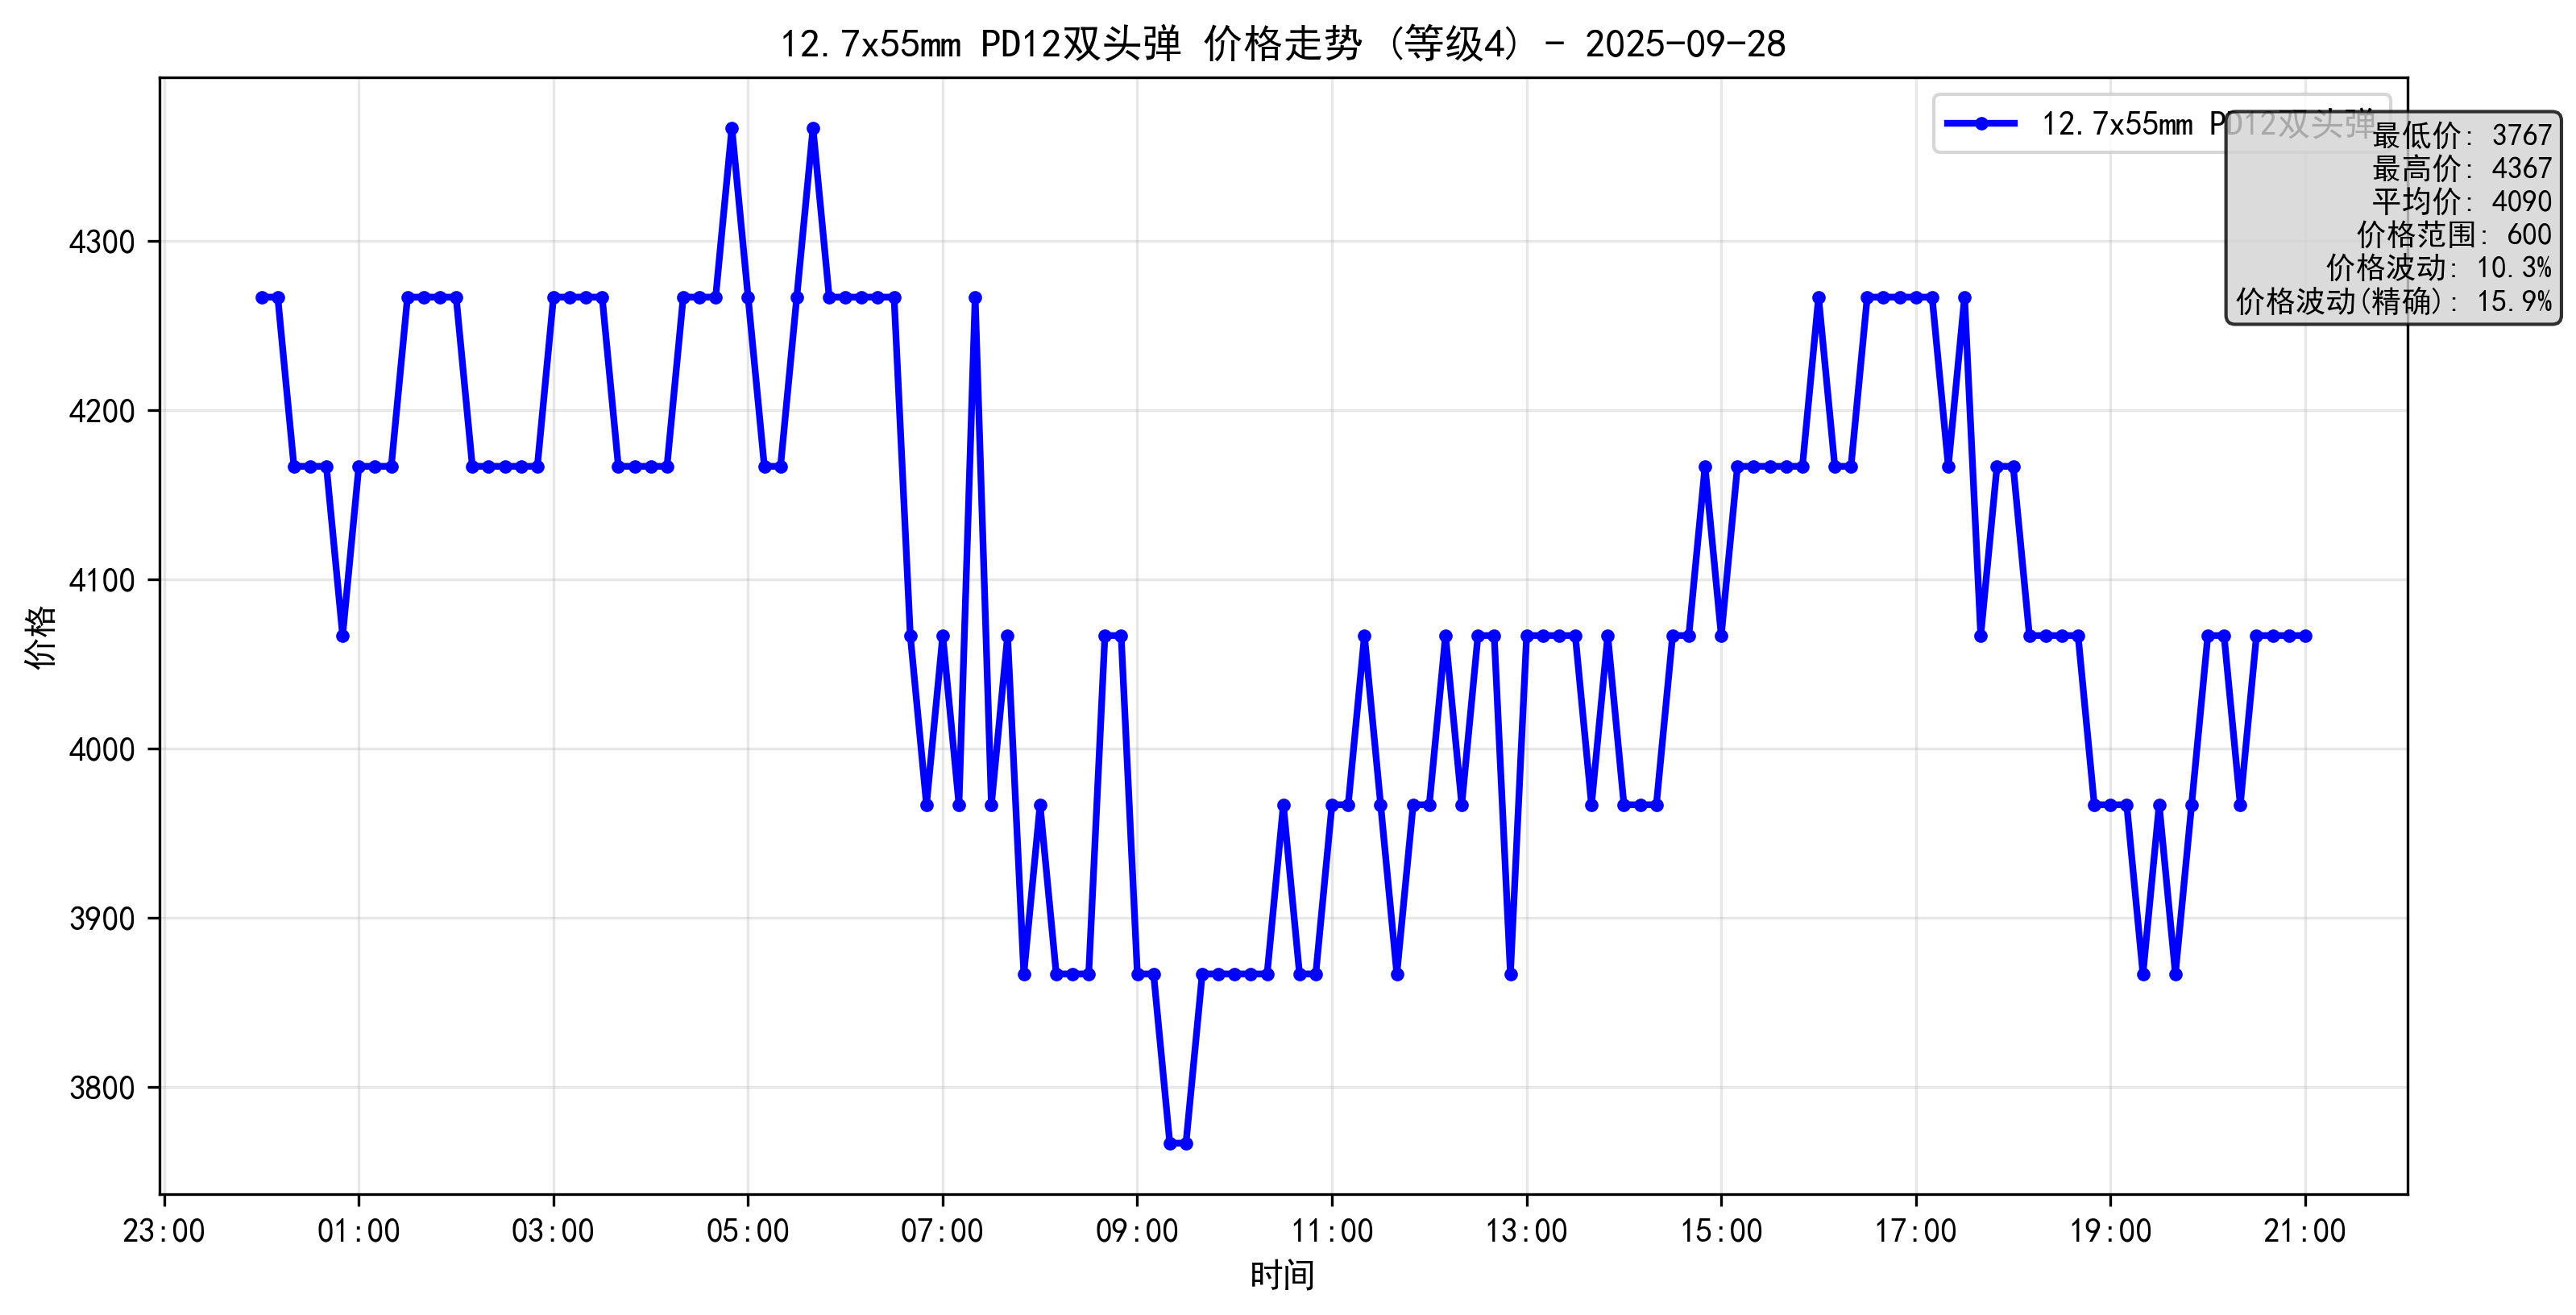 12.7x55mm PD12双头弹 价格走势 (等级4) - 2025-09-28
12.7x55mm PD12双头弹
最低价: 3767
最高价: 4367
平均价: 4090
价格范围: 600
价格波动: 10.3%
价格波动(精确): 15.9%
价格
4300
4200
4100
4000
3900
3800
23:00 01:00 03:00 05:00 07:00 09:00 11:00 13:00 15:00 17:00 19:00 21:00
时间